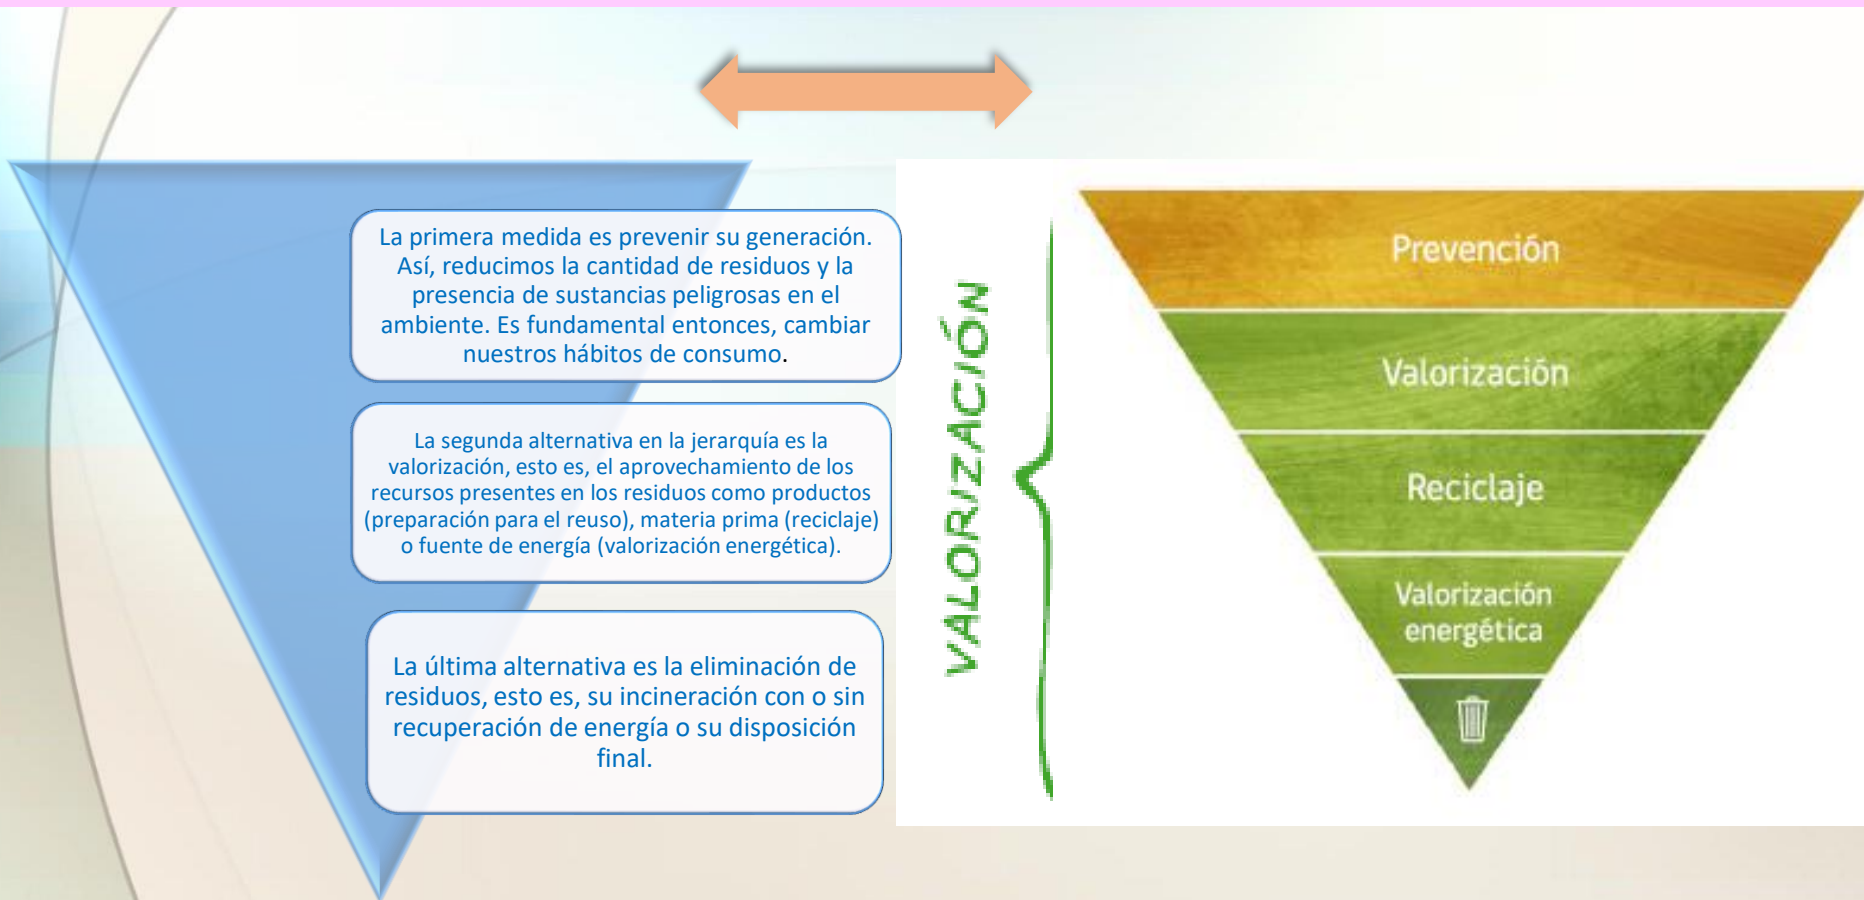 La primera medida es prevenir su generación.
Así, reducimos la cantidad de residuos y la
presencia de sustancias peligrosas en el
ambiente. Es fundamental entonces, cambiar
nuestros hábitos de consumo.
La segunda alternativa en la jerarquía es la
valorización, esto es, el aprovechamiento de los
recursos presentes en los residuos como productos
(preparación para el reuso), materia prima (reciclaje)
o fuente de energía (valorización energética).
La última alternativa es la eliminación de
residuos, esto es, su incineración con o sin
recuperación de energía o su disposición
final.
VALORIZACIÓN
Prevención
Valorización
Reciclaje
Valorización
energética